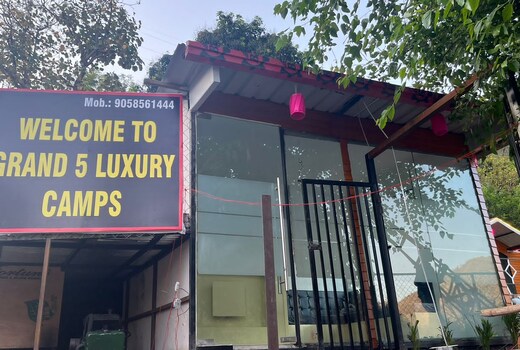 Mob.: 9058561444
WELCOME TO
GRAND 5 LUXURY
CAMPS